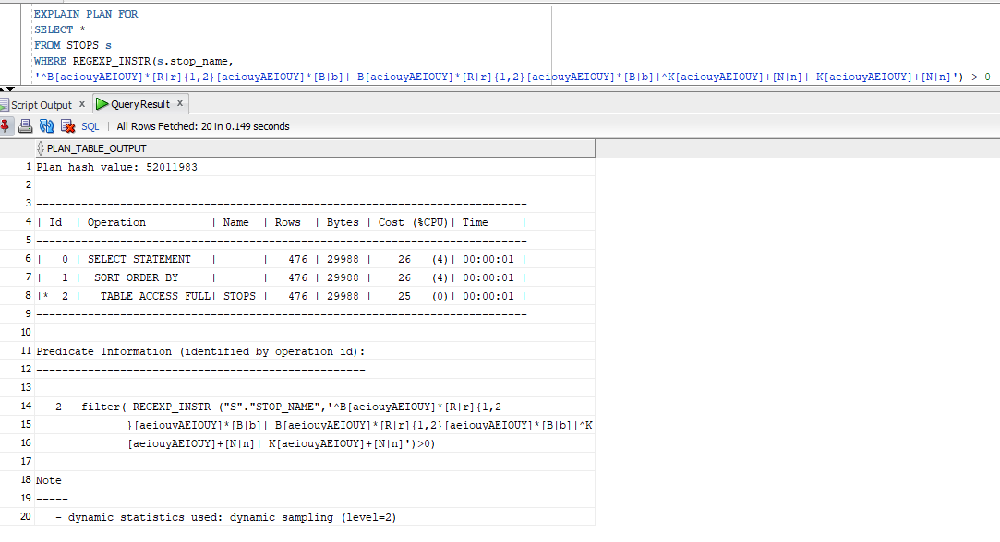 EXPLAIN PLAN FOR
SELECT *
FROM STOPS s
WHERE REGEXP_INSTR(s.stop_name,
'^B[aeiouyAEIOUY]*[R|r]{1,2}[aeiouyAEIOUY]*[B|b]| B[aeiouyAEIOUY]*[R|r]{1,2}[aeiouyAEIOUY]*[B|b]|^K[aeiouyAEIOUY]+[N|n]| K[aeiouyAEIOUY]+[N|n]') > 0
Script Output x Query Result x
SQL | All Rows Fetched: 20 in 0.149 seconds
PLAN_TABLE_OUTPUT
1 Plan hash value: 52011983
2
3 ----------------------------------------------------------------------------
4 | Id  | Operation          | Name  | Rows  | Bytes | Cost (%CPU)| Time     |
5 ----------------------------------------------------------------------------
6 |   0 | SELECT STATEMENT   |       |   476 | 29988 |    26   (4)| 00:00:01 |
7 |   1 |  SORT ORDER BY     |       |   476 | 29988 |    26   (4)| 00:00:01 |
8 |*  2 |   TABLE ACCESS FULL| STOPS |   476 | 29988 |    25   (0)| 00:00:01 |
9 ----------------------------------------------------------------------------
10
11 Predicate Information (identified by operation id):
12 ---------------------------------------------------
13
14    2 - filter( REGEXP_INSTR ("S"."STOP_NAME",'^B[aeiouyAEIOUY]*[R|r]{1,2
15               }[aeiouyAEIOUY]*[B|b]| B[aeiouyAEIOUY]*[R|r]{1,2}[aeiouyAEIOUY]*[B|b]|^K
16               [aeiouyAEIOUY]+[N|n]| K[aeiouyAEIOUY]+[N|n]')>0)
17
18 Note
19 -----
20    - dynamic statistics used: dynamic sampling (level=2)